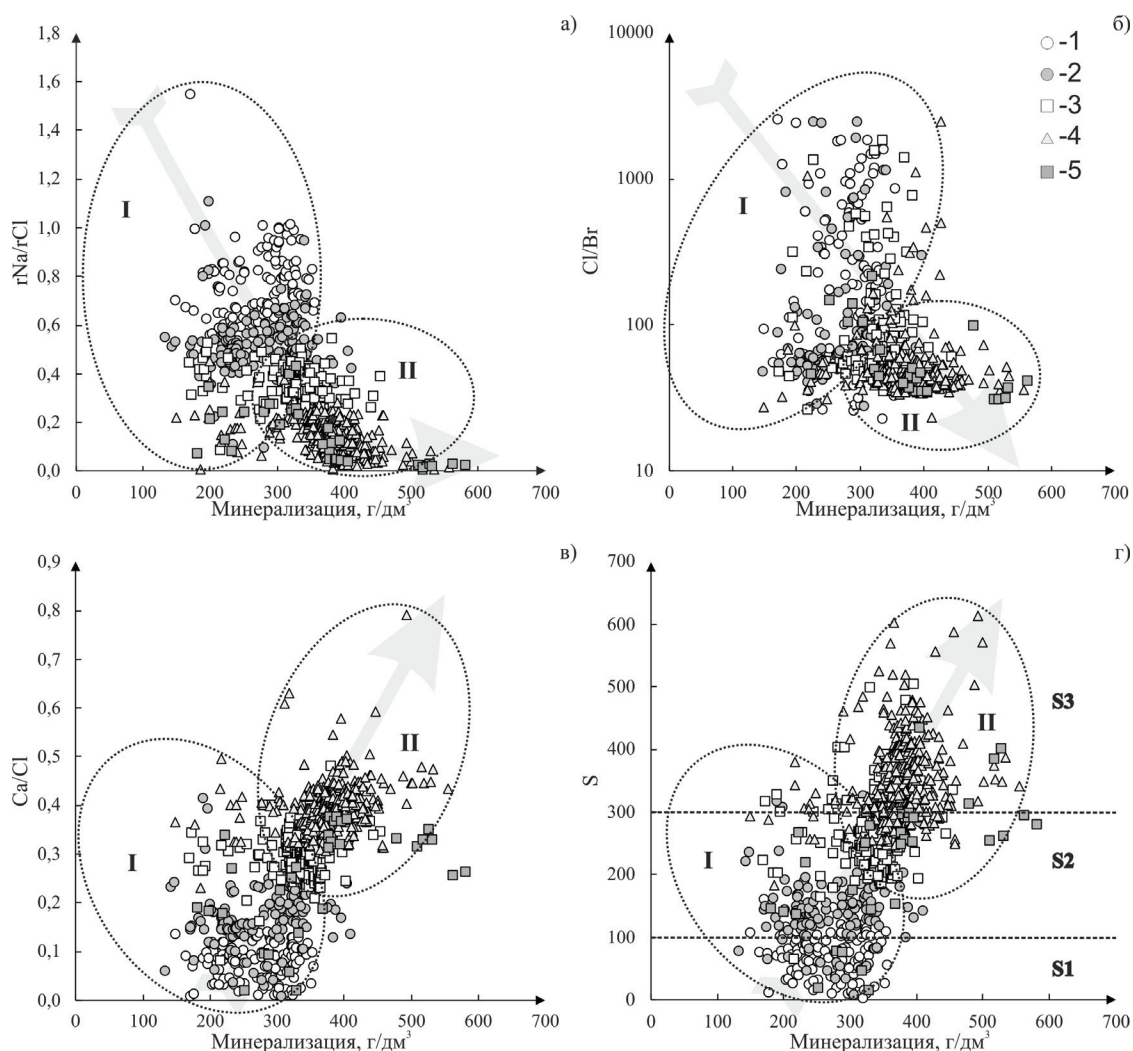 а)
1,8
1,6
1,4
1,2
1,0
0,8
0,6
0,4
0,2
0,0
rNa/rCl
I
II
0 100 200 300 400 500 600 700
Минерализация, г/дм³
б)
10000
1000
100
10
Cl/Br
I
II
-1
-2
-3
-4
-5
0 100 200 300 400 500 600 700
Минерализация, г/дм³
в)
0,9
0,8
0,7
0,6
0,5
0,4
0,3
0,2
0,1
0,0
Ca/Cl
I
II
0 100 200 300 400 500 600 700
Минерализация, г/дм³
г)
700
600
500
400
300
200
100
0
S
I
II
S3
S2
S1
0 100 200 300 400 500 600 700
Минерализация, г/дм³